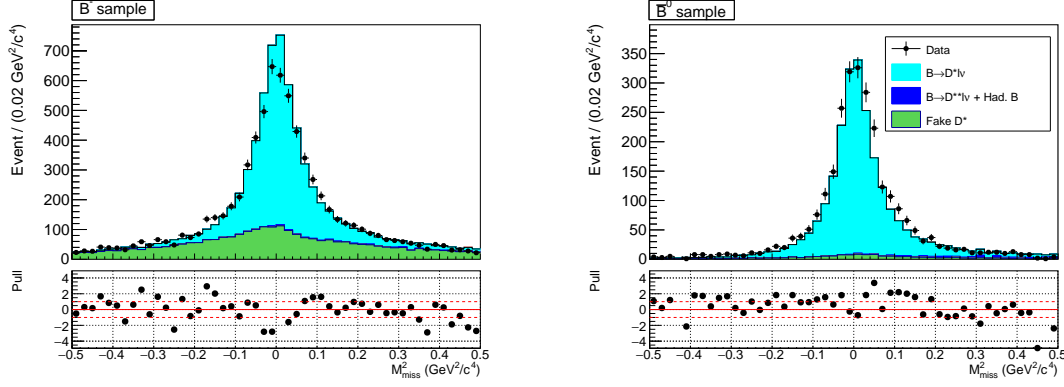 B⁻ sample
Event / (0.02 GeV²/c⁴)
700
600
500
400
300
200
100
0
Pull
4
2
0
−2
−4
−0.5 −0.4 −0.3 −0.2 −0.1 0 0.1 0.2 0.3 0.4 0.5
M²miss (GeV²/c⁴)
B̅⁰ sample
Event / (0.02 GeV²/c⁴)
350
300
250
200
150
100
50
0
Data
B→D*lν
B→D**lν + Had. B
Fake D*
Pull
4
2
0
−2
−4
−0.5 −0.4 −0.3 −0.2 −0.1 0 0.1 0.2 0.3 0.4 0.5
M²miss (GeV²/c⁴)